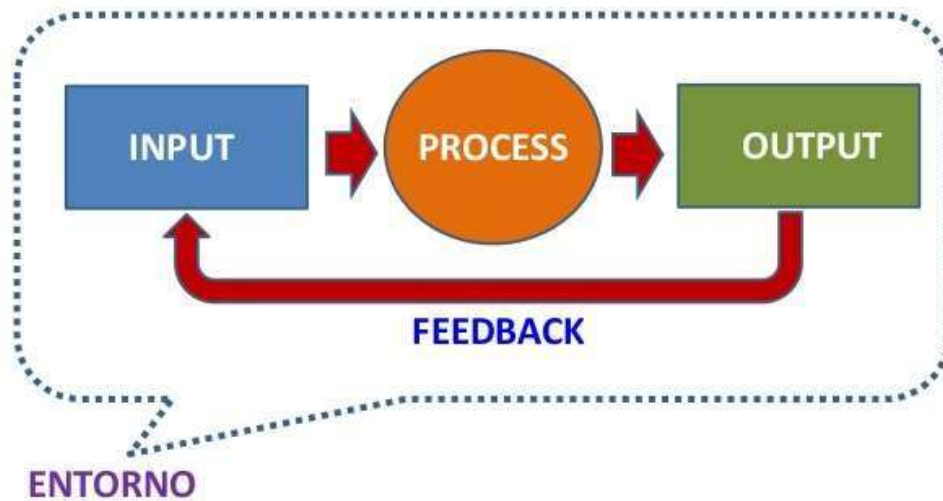 INPUT
PROCESS
OUTPUT
FEEDBACK
ENTORNO